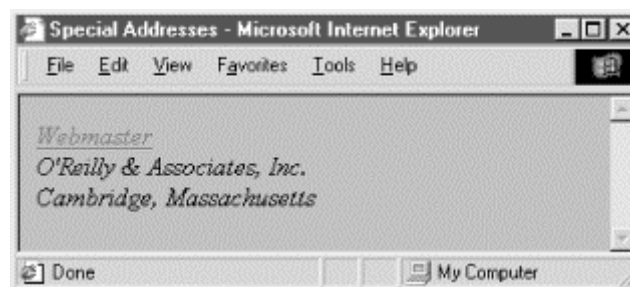 Special Addresses - Microsoft Internet Explorer
File Edit View Favorites Tools Help
Webmaster
O'Reilly & Associates, Inc.
Cambridge, Massachusetts
Done My Computer